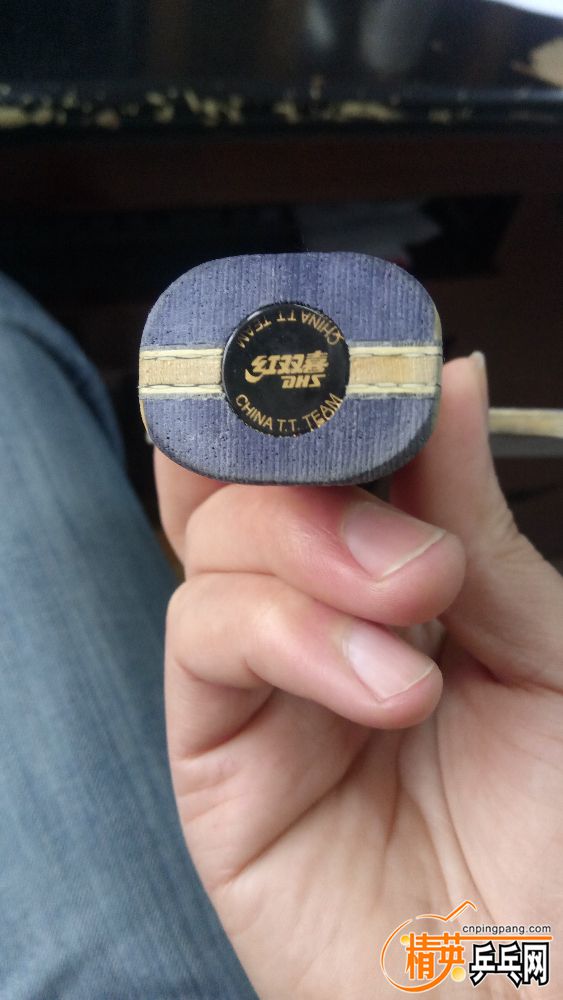 CHINA T.T. TEAM
红双喜
DHS
CHINA T.T. TEAM
cnpingpang.com
精英乒乓网